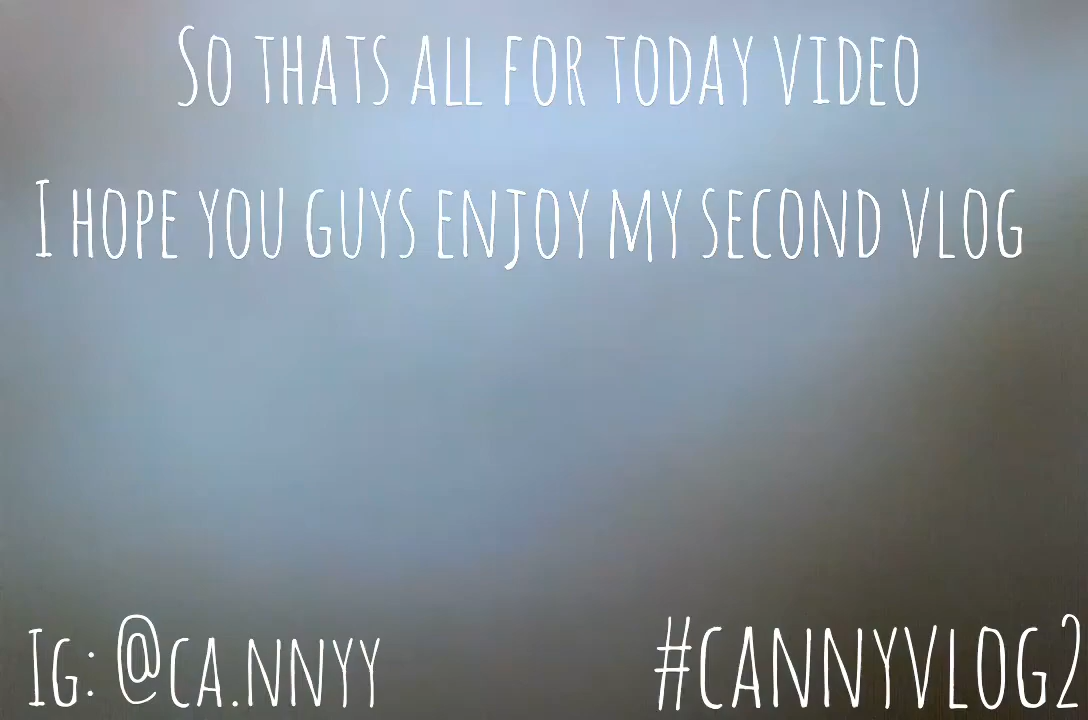 So thats all for today video
I hope you guys enjoy my second vlog
Ig: @ca.nnyy #cannyvlog2